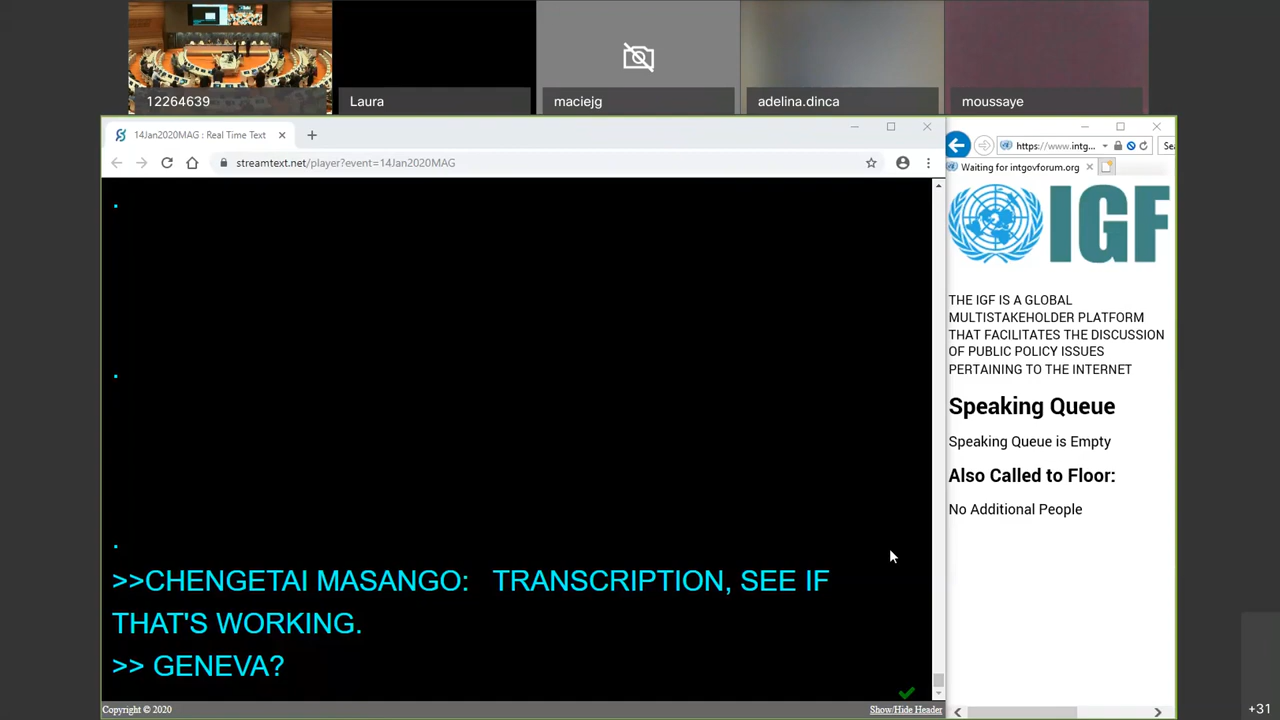 12264639
Laura
maciejg
adelina.dinca
moussaye
14Jan2020MAG : Real Time Text
streamtext.net/player?event=14Jan2020MAG
https://www.intg...
Sea
Waiting for intgovforum.org
IGF
THE IGF IS A GLOBAL
MULTISTAKEHOLDER PLATFORM
THAT FACILITATES THE DISCUSSION
OF PUBLIC POLICY ISSUES
PERTAINING TO THE INTERNET
Speaking Queue
Speaking Queue is Empty
Also Called to Floor:
No Additional People
.
.
.
>>CHENGETAI MASANGO: TRANSCRIPTION, SEE IF
THAT'S WORKING.
>> GENEVA?
Copyright © 2020
Show/Hide Header
+31